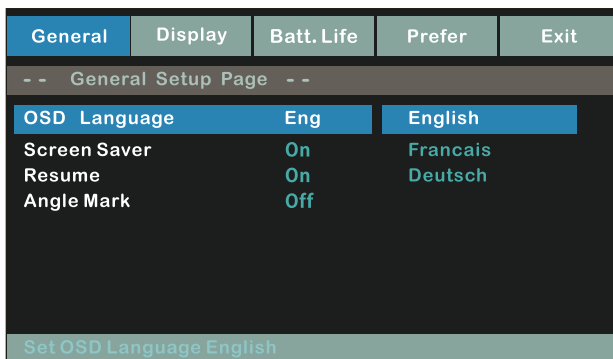 General Display Batt. Life Prefer Exit
-- General Setup Page --
OSD Language Eng English
Screen Saver On Francais
Resume On Deutsch
Angle Mark Off
Set OSD Language English